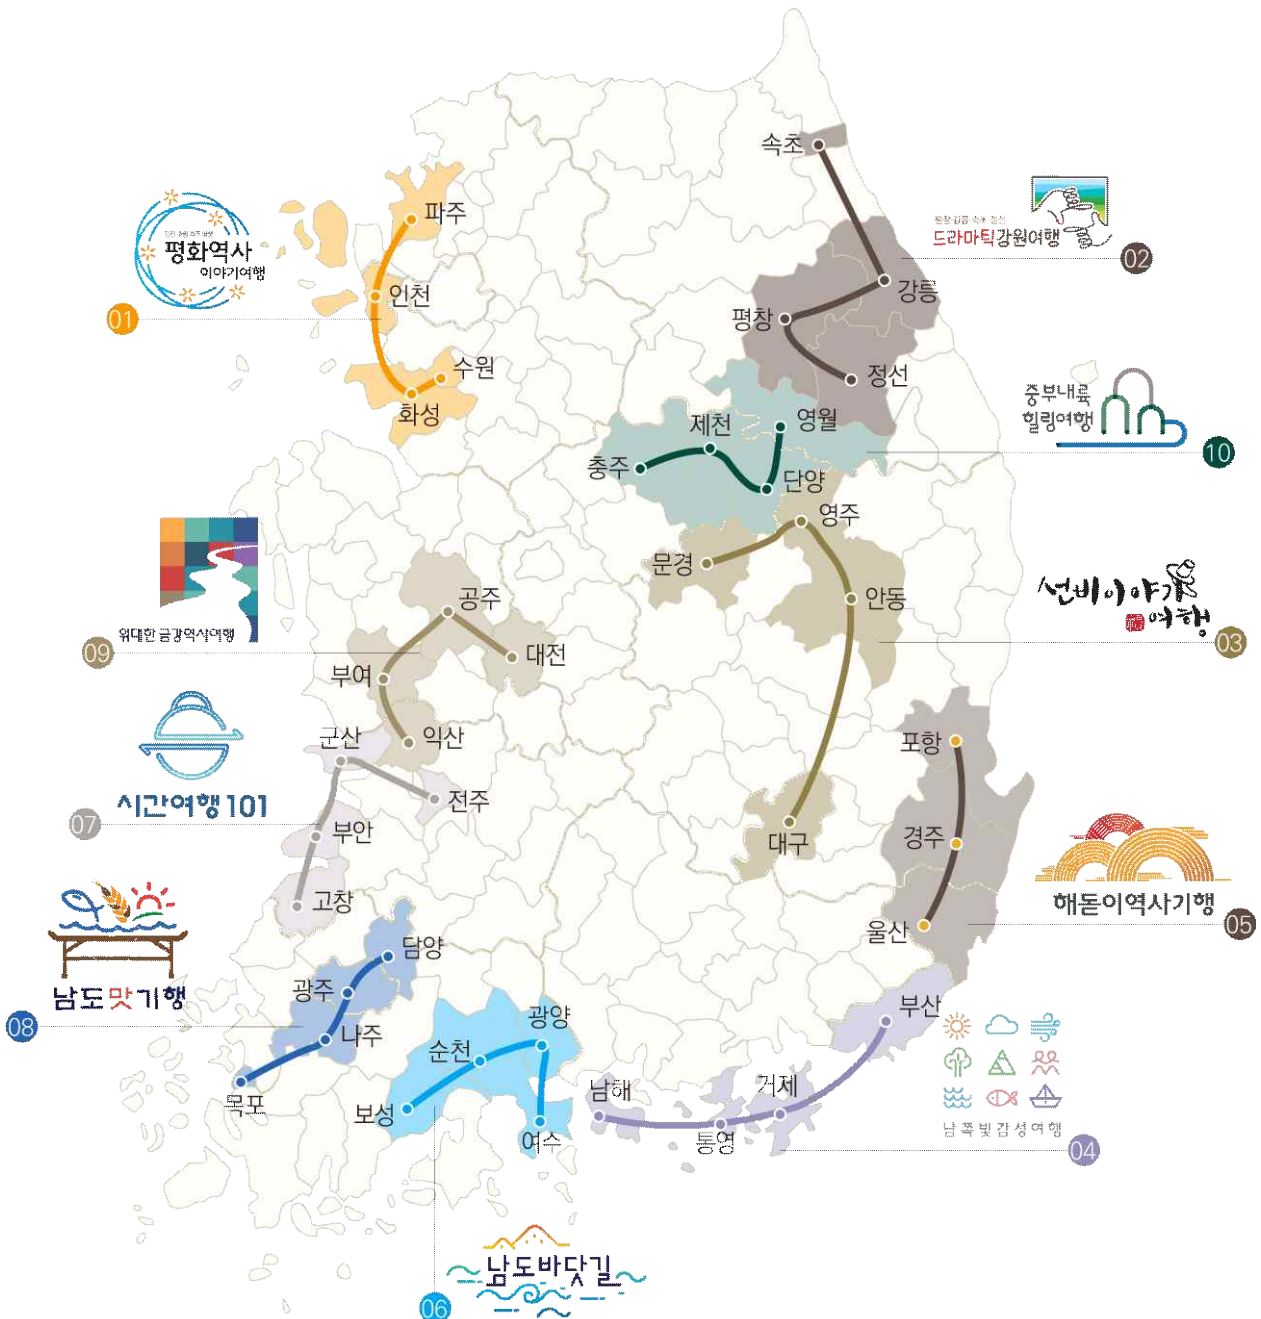 속초
파주
평화역사
이야기여행
01
드라마틱강원여행
02
인천
강릉
평창
수원
화성
정선
중부내륙
힐링여행
10
제천
영월
충주
단양
영주
문경
안동
선비이야기
여행
03
공주
대전
위대한 금강역사여행
09
부여
군산
익산
포항
시간여행101
07
전주
부안
대구
경주
고창
해돋이역사기행
05
울산
담양
광주
남도맛기행
08
나주
목포
부산
광양
순천
보성
여수
남해
통영
거제
남쪽빛감성여행
04
남도바닷길
06